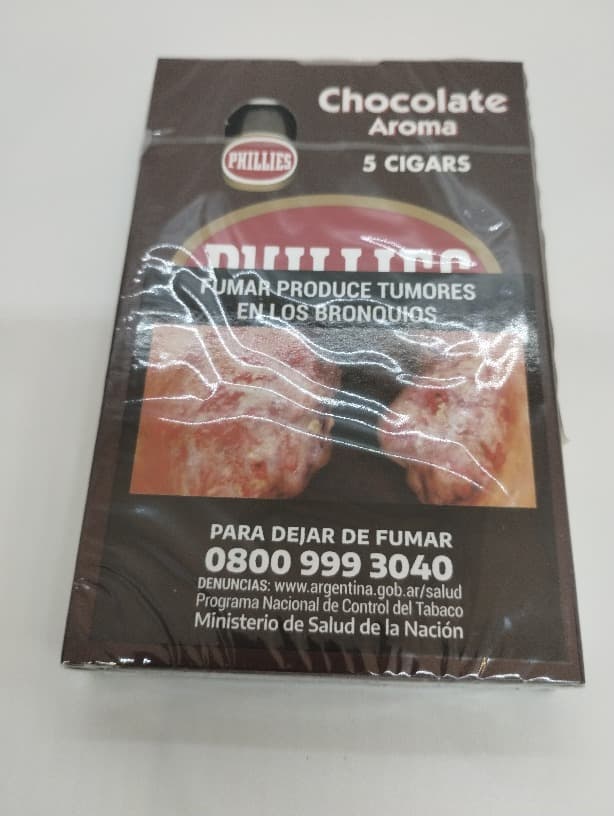 Chocolate
Aroma
PHILLIES
5 CIGARS
PHILLIES
FUMAR PRODUCE TUMORES
EN LOS BRONQUIOS
PARA DEJAR DE FUMAR
0800 999 3040
DENUNCIAS: www.argentina.gob.ar/salud
Programa Nacional de Control del Tabaco
Ministerio de Salud de la Nación